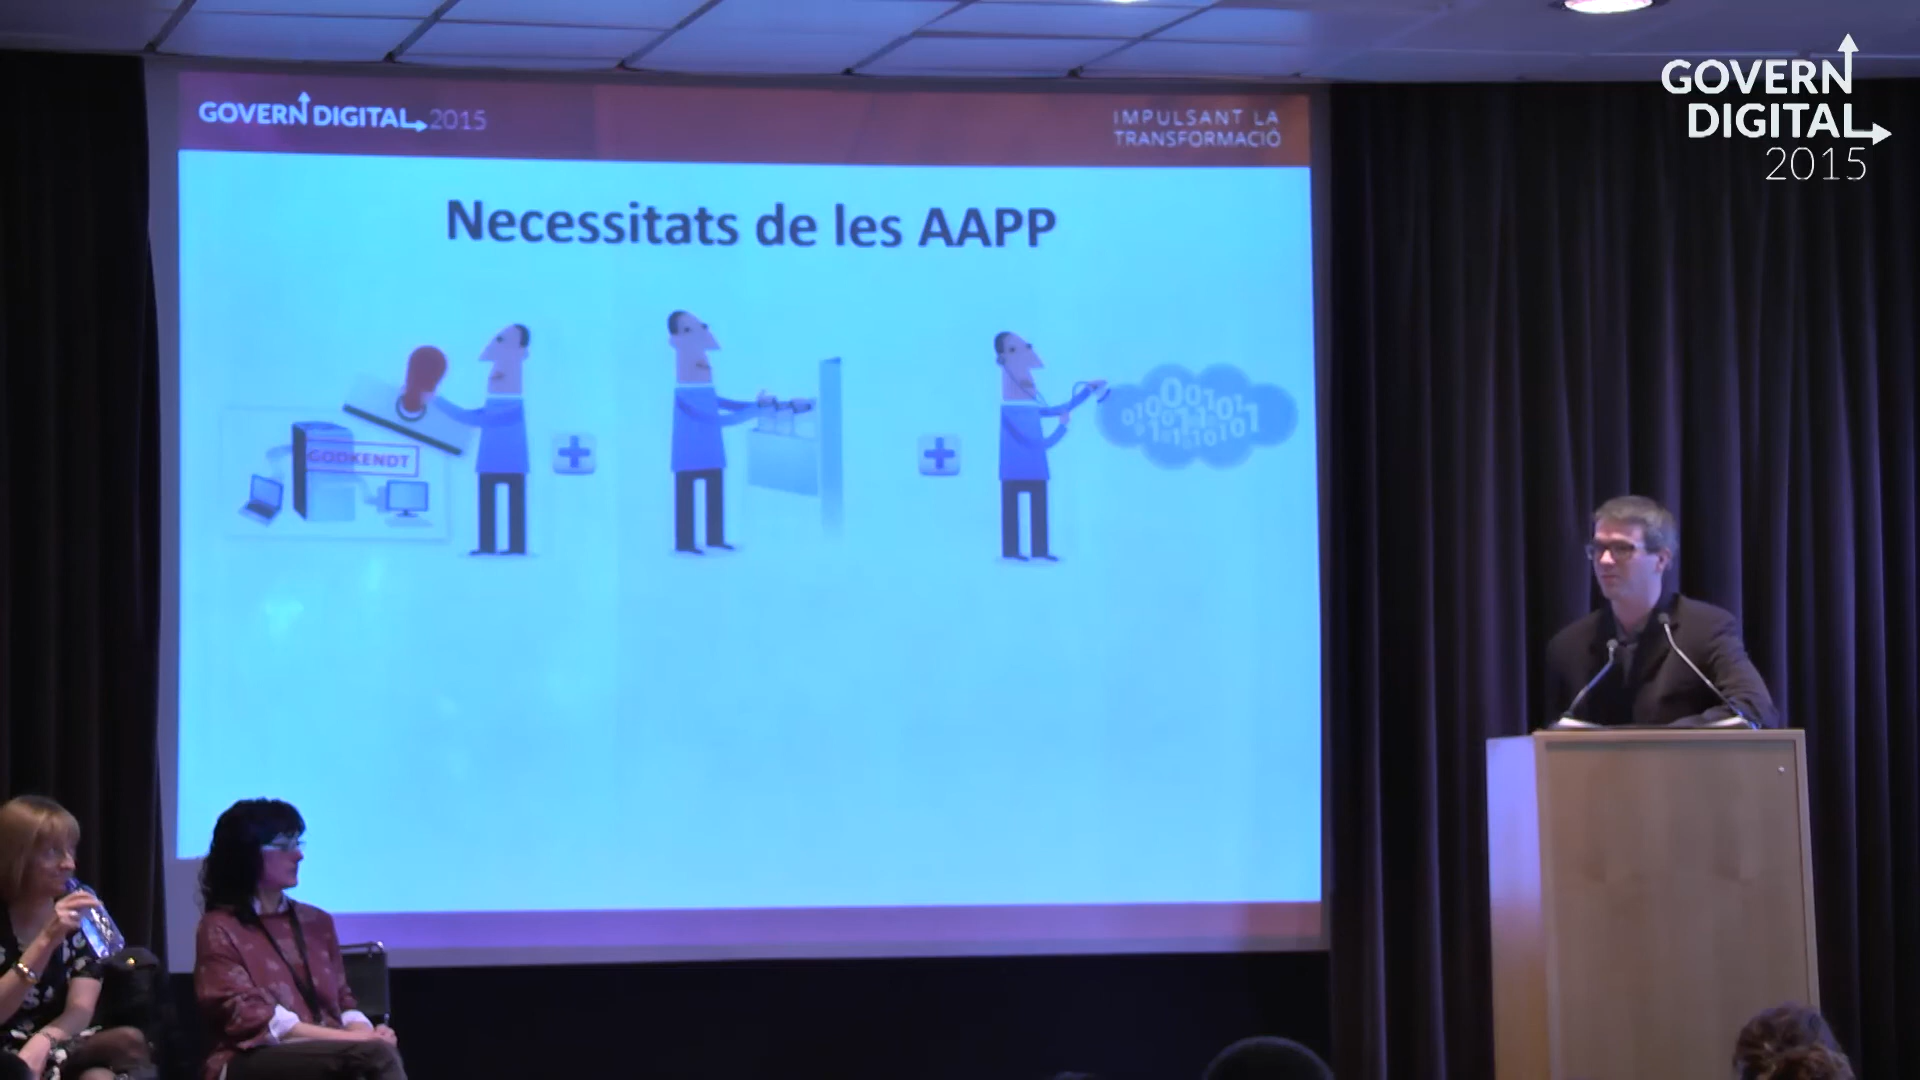 GOVERN DIGITAL 2015
IMPULSANT LA
TRANSFORMACIÓ
GOVERN
DIGITAL
2015
Necessitats de les AAPP
GODKENDT